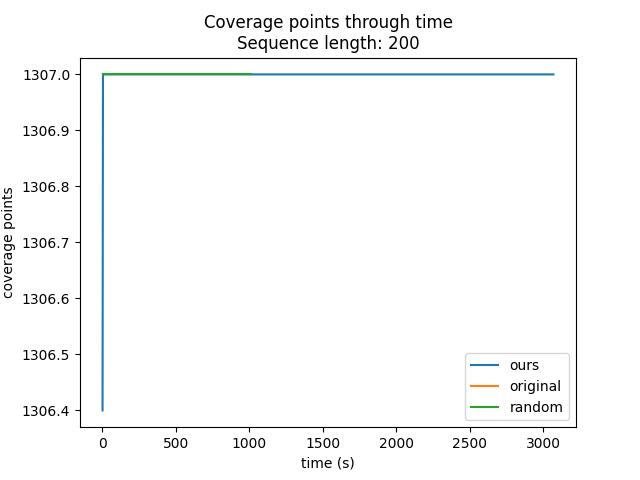 Coverage points through time
Sequence length: 200
1307.0
1306.9
1306.8
1306.7
1306.6
1306.5
1306.4
coverage points
0 500 1000 1500 2000 2500 3000
time (s)
ours
original
random